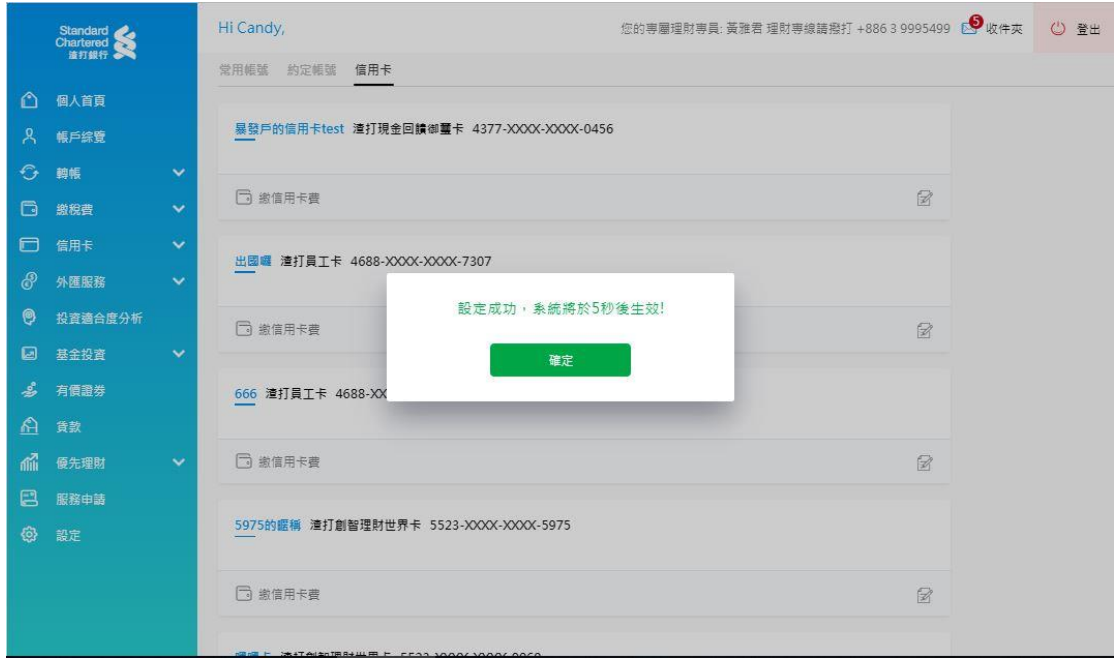 Standard
Chartered
渣打銀行
Hi Candy,
您的專屬理財專員: 黃雅君 理財專線請撥打 +886 3 9995499
5
收件夾
登出
常用帳號 約定帳號 信用卡
個人首頁
帳戶綜覽
轉帳
繳稅費
信用卡
外匯服務
投資適合度分析
基金投資
有價證券
貸款
優先理財
服務申請
設定
暴發戶的信用卡test 渣打現金回饋御璽卡 4377-XXXX-XXXX-0456
繳信用卡費
出國囉 渣打員工卡 4688-XXXX-XXXX-7307
繳信用卡費
666 渣打員工卡 4688-XX
繳信用卡費
5975的暱稱 渣打創智理財世界卡 5523-XXXX-XXXX-5975
繳信用卡費
設定成功，系統將於5秒後生效!
確定